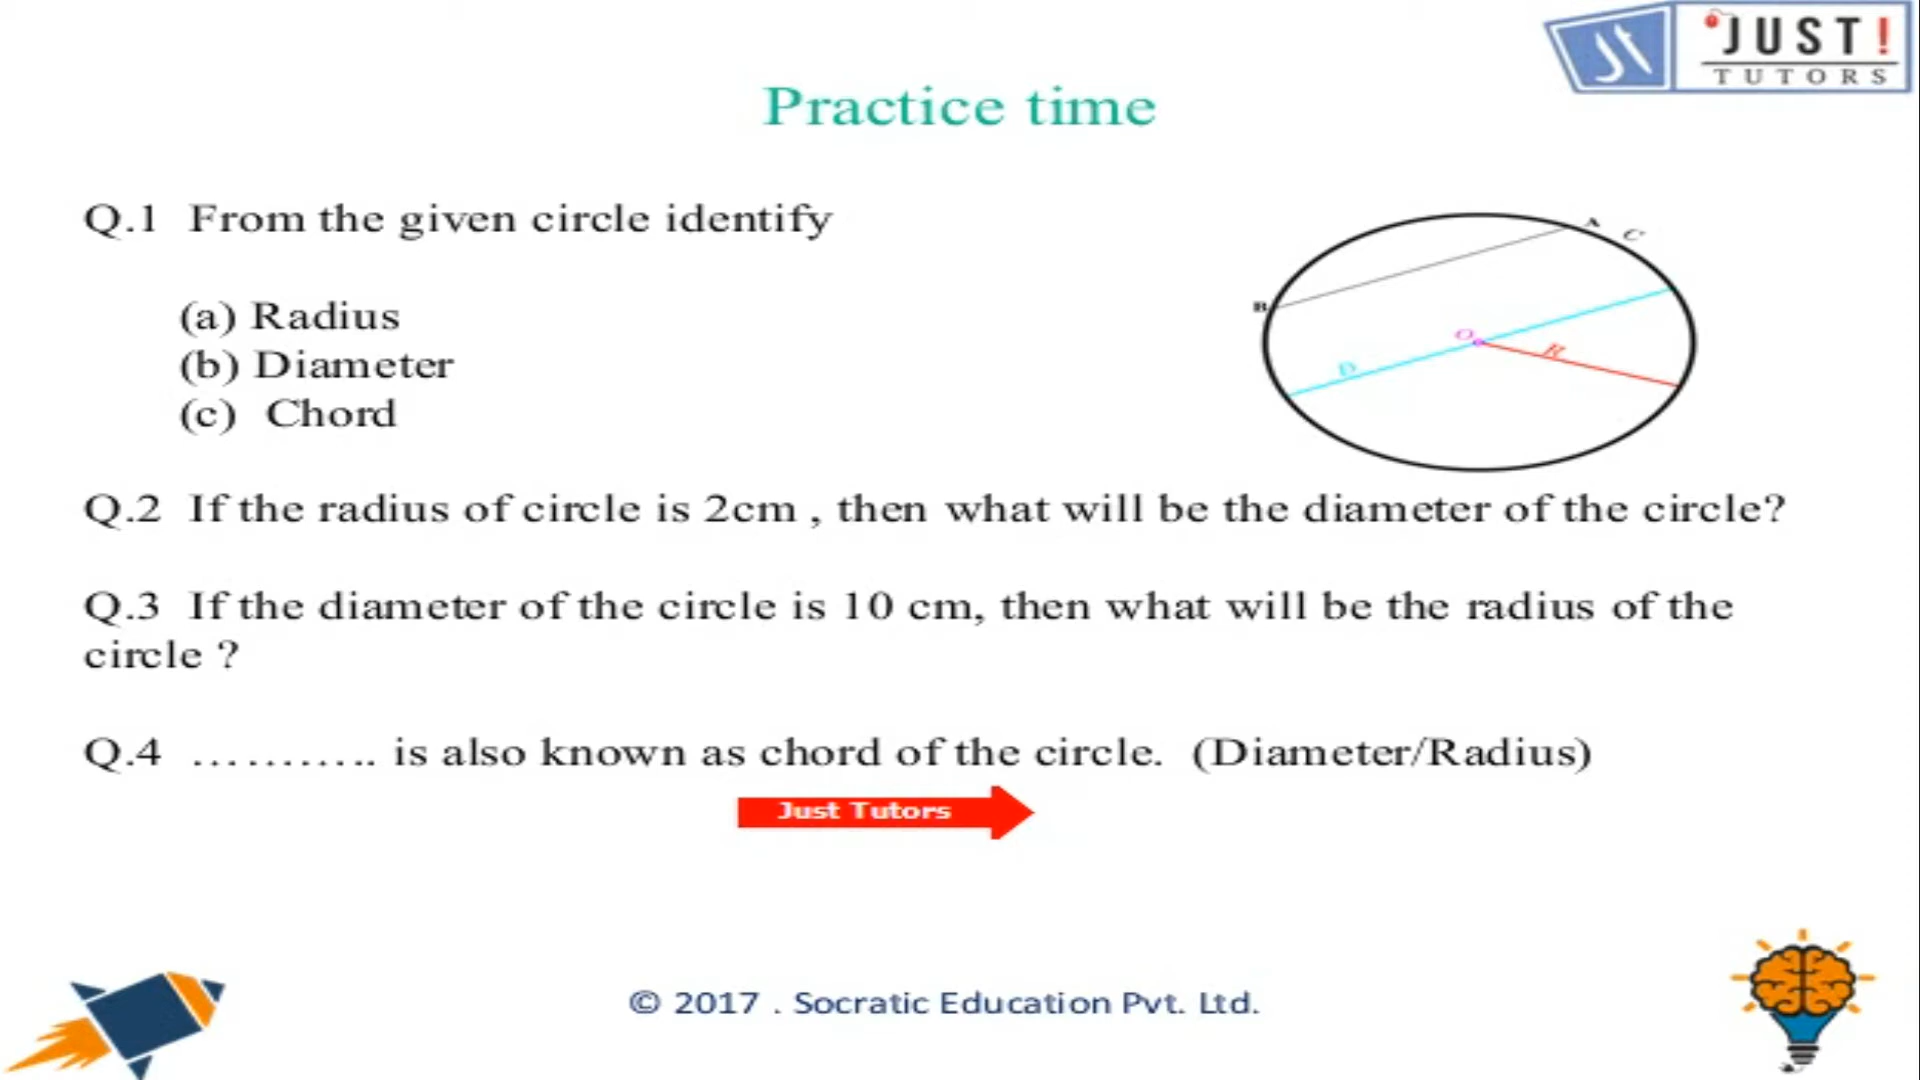 JUST!
TUTORS
Practice time
Q.1 From the given circle identify
(a) Radius
(b) Diameter
(c) Chord
A
C
B
O
D
R
Q.2 If the radius of circle is 2cm , then what will be the diameter of the circle?
Q.3 If the diameter of the circle is 10 cm, then what will be the radius of the
circle ?
Q.4 ........... is also known as chord of the circle. (Diameter/Radius)
Just Tutors
© 2017 . Socratic Education Pvt. Ltd.